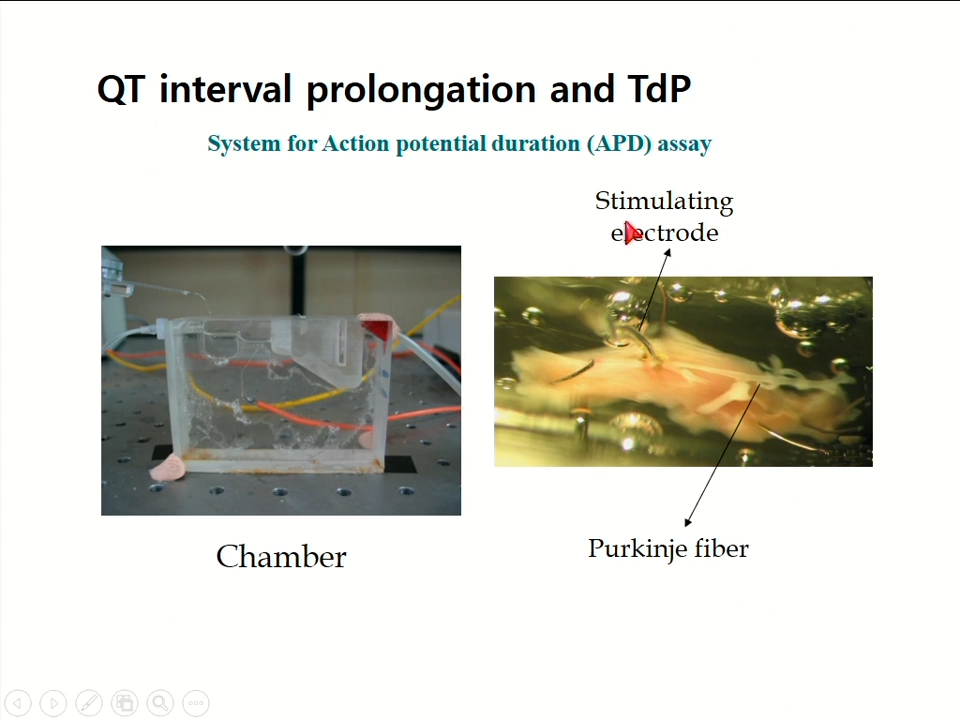 QT interval prolongation and TdP
System for Action potential duration (APD) assay
Stimulating
electrode
Chamber
Purkinje fiber